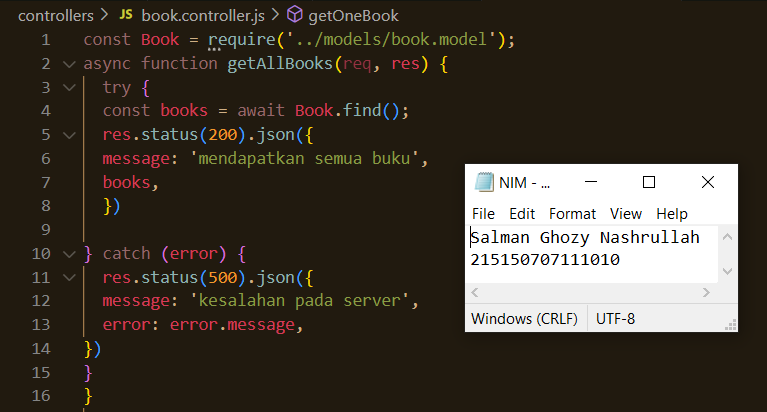 controllers > JS book.controller.js > getOneBook
1 const Book = require('../models/book.model');
2 async function getAllBooks(req, res) {
3 try {
4 const books = await Book.find();
5 res.status(200).json({
6 message: 'mendapatkan semua buku',
7 books,
8 })
9
10 } catch (error) {
11 res.status(500).json({
12 message: 'kesalahan pada server',
13 error: error.message,
14 })
15 }
16 }
NIM - ...
File Edit Format View Help
Salman Ghozy Nashrullah
215150707111010
Windows (CRLF) UTF-8